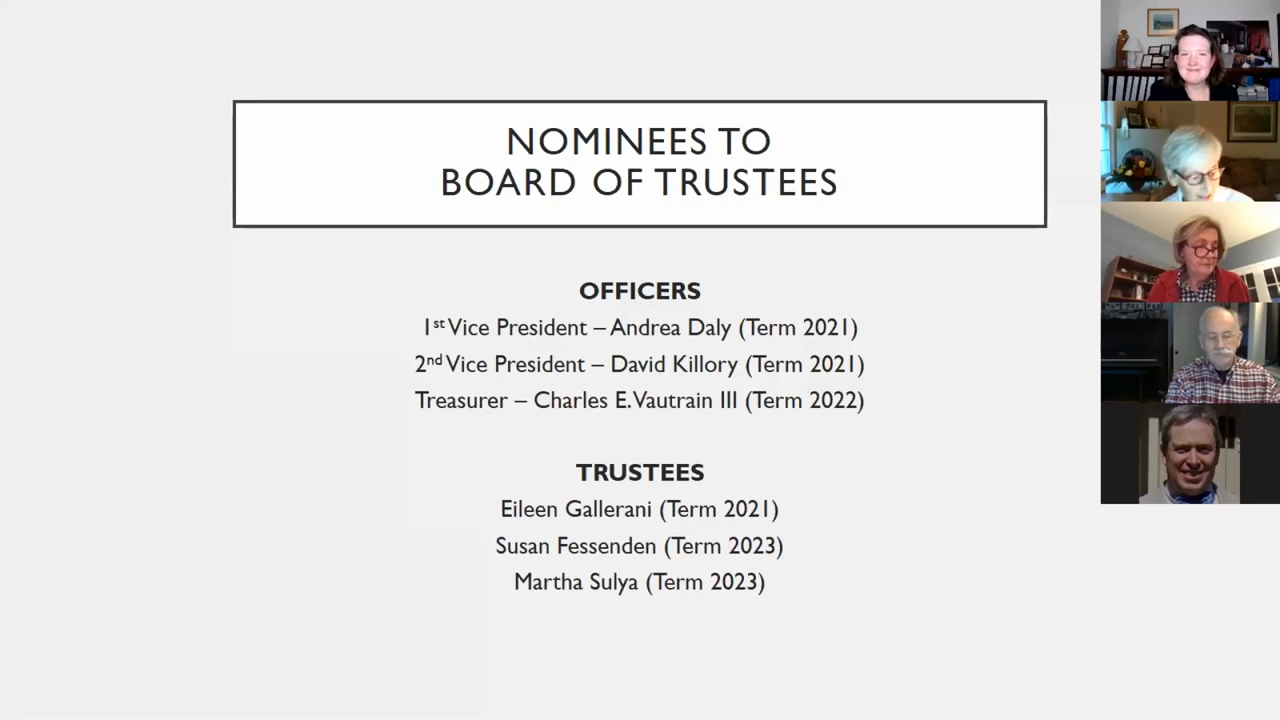 NOMINEES TO
BOARD OF TRUSTEES
OFFICERS
1st Vice President – Andrea Daly (Term 2021)
2nd Vice President – David Killory (Term 2021)
Treasurer – Charles E. Vautrain III (Term 2022)
TRUSTEES
Eileen Gallerani (Term 2021)
Susan Fessenden (Term 2023)
Martha Sulya (Term 2023)